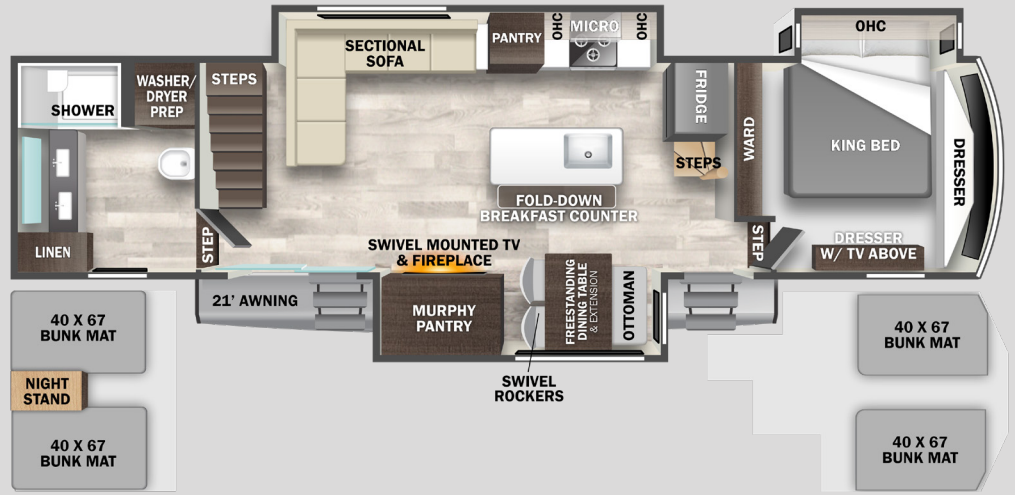 SECTIONAL
SOFA
PANTRY
OHC
MICRO
OHC
OHC
SHOWER
WASHER/
DRYER
PREP
STEPS
FRIDGE
STEPS
WARD
KING BED
DRESSER
FOLD-DOWN
BREAKFAST COUNTER
LINEN
STEP
SWIVEL MOUNTED TV
& FIREPLACE
STEP
DRESSER
W/ TV ABOVE
21' AWNING
MURPHY
PANTRY
FREESTANDING
DINING TABLE
& EXTENSION
OTTOMAN
SWIVEL
ROCKERS
40 X 67
BUNK MAT
NIGHT
STAND
40 X 67
BUNK MAT
40 X 67
BUNK MAT
40 X 67
BUNK MAT